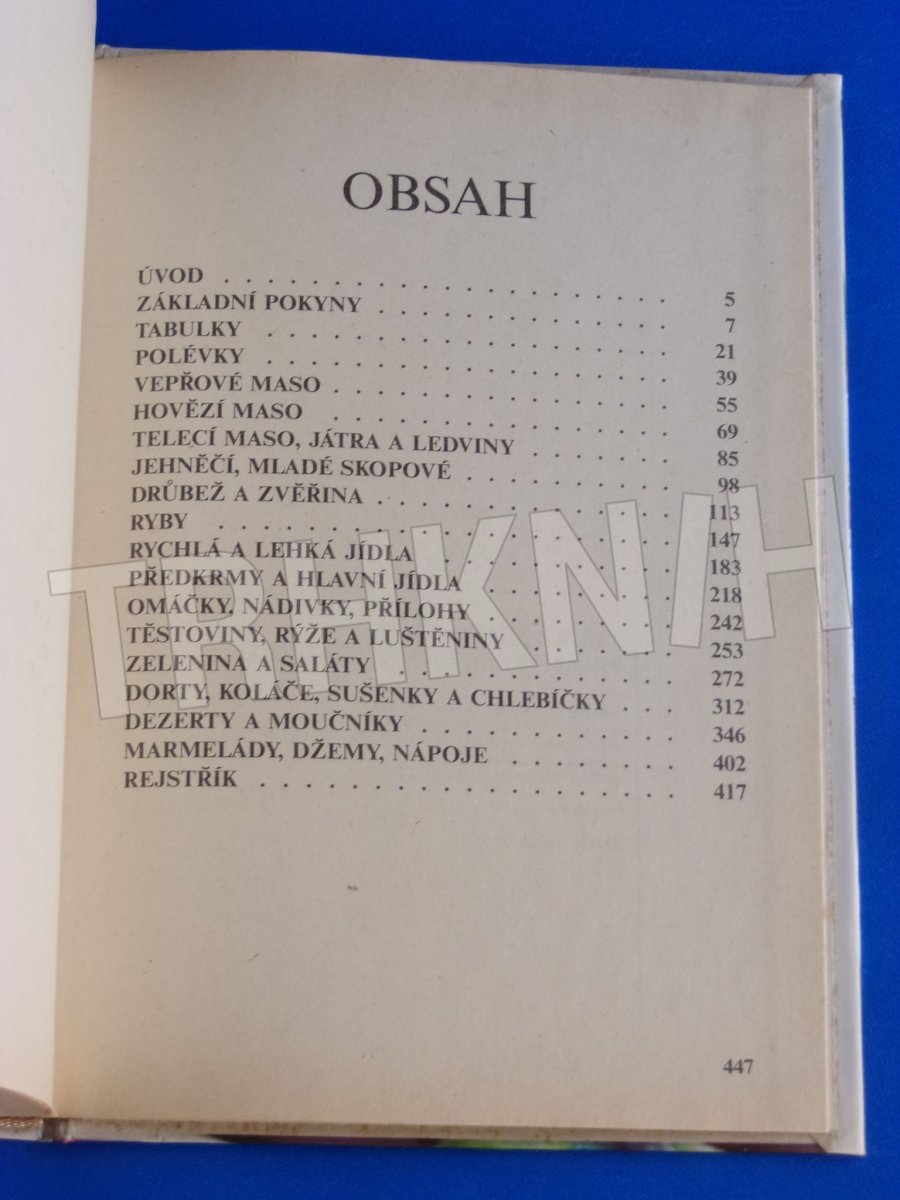 OBSAH
ÚVOD . . . . . . . . . . . . . . . . 5
ZÁKLADNÍ POKYNY . . . . . . . . . . 7
TABULKY . . . . . . . . . . . . . . 21
POLÉVKY . . . . . . . . . . . . . . 39
VEPŘOVÉ MASO . . . . . . . . . . . . 55
HOVĚZÍ MASO . . . . . . . . . . . . 69
TELECÍ MASO, JÁTRA A LEDVINY . . . . . 85
JEHNĚČÍ, MLADÉ SKOPOVÉ . . . . . . . 98
DRŮBEŽ A ZVĚŘINA . . . . . . . . . . 113
RYBY . . . . . . . . . . . . . . . . 147
RYCHLÁ A LEHKÁ JÍDLA . . . . . . . . 183
PŘEDKRMY A HLAVNÍ JÍDLA . . . . . . . 218
OMÁČKY, NÁDIVKY, PŘÍLOHY . . . . . . . 242
TĚSTOVINY, RÝŽE A LUŠTĚNINY . . . . . 253
ZELENINA A SALÁTY . . . . . . . . . . 272
DORTY, KOLÁČE, SUŠENKY A CHLEBÍČKY . . . 312
DEZERTY A MOUČNÍKY . . . . . . . . . 346
MARMELÁDY, DŽEMY, NÁPOJE . . . . . . 402
REJSTŘÍK . . . . . . . . . . . . . . 417
447
TRHKNIH